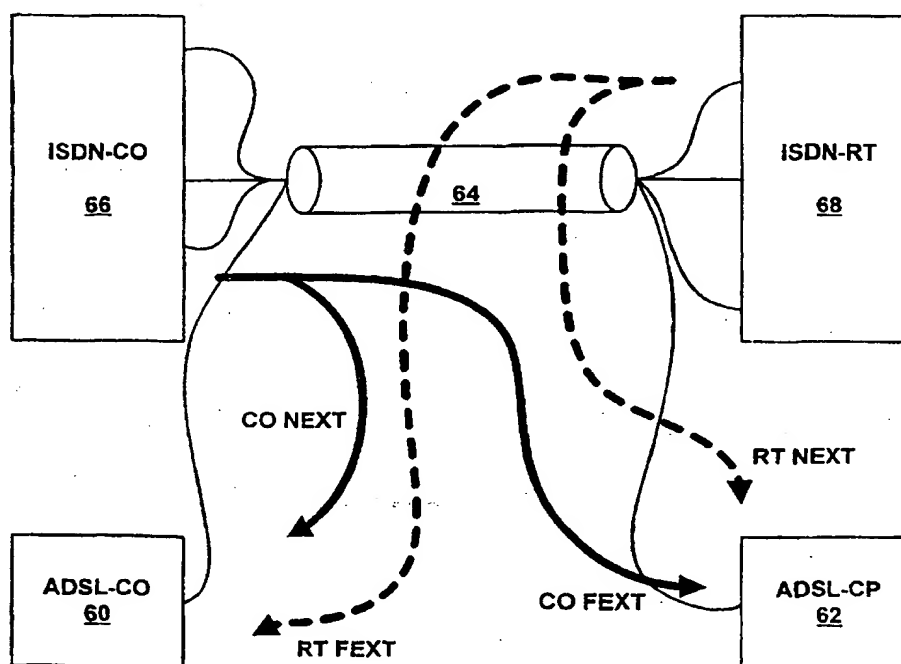 ISDN-CO
66
ISDN-RT
68
64
CO NEXT
RT NEXT
ADSL-CO
60
RT FEXT
CO FEXT
ADSL-CP
62